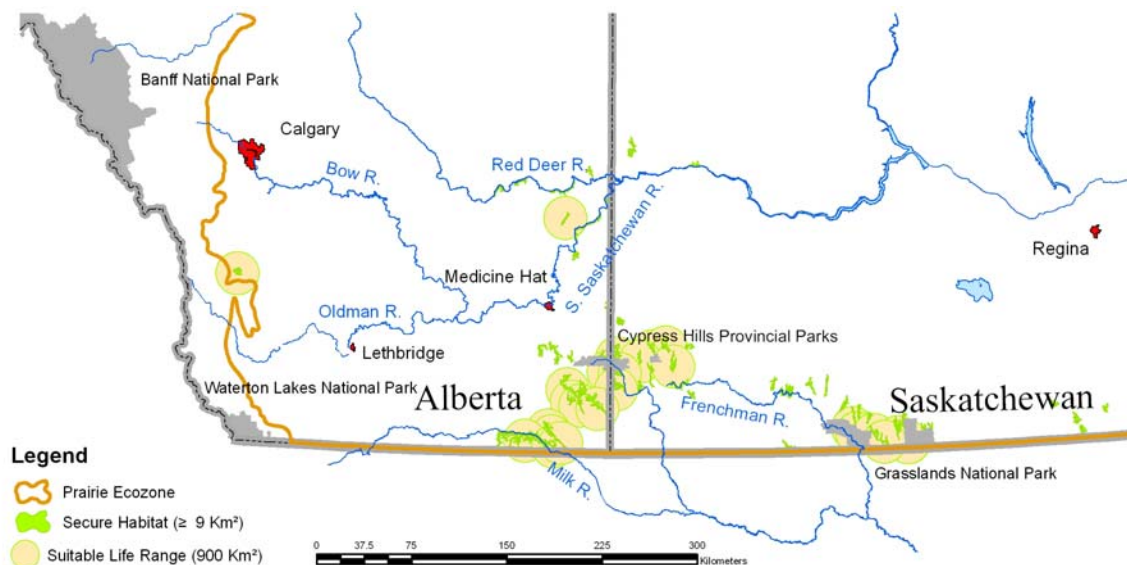 Banff National Park
Calgary
Bow R.
Red Deer R.
S. Saskatchewan R.
Regina
Medicine Hat
Oldman R.
Lethbridge
Cypress Hills Provincial Parks
Waterton Lakes National Park
Alberta
Frenchman R.
Saskatchewan
Milk R.
Grasslands National Park
Legend
Prairie Ecozone
Secure Habitat (≥ 9 Km²)
Suitable Life Range (900 Km²)
0 37.5 75 150 225 300
Kilometers